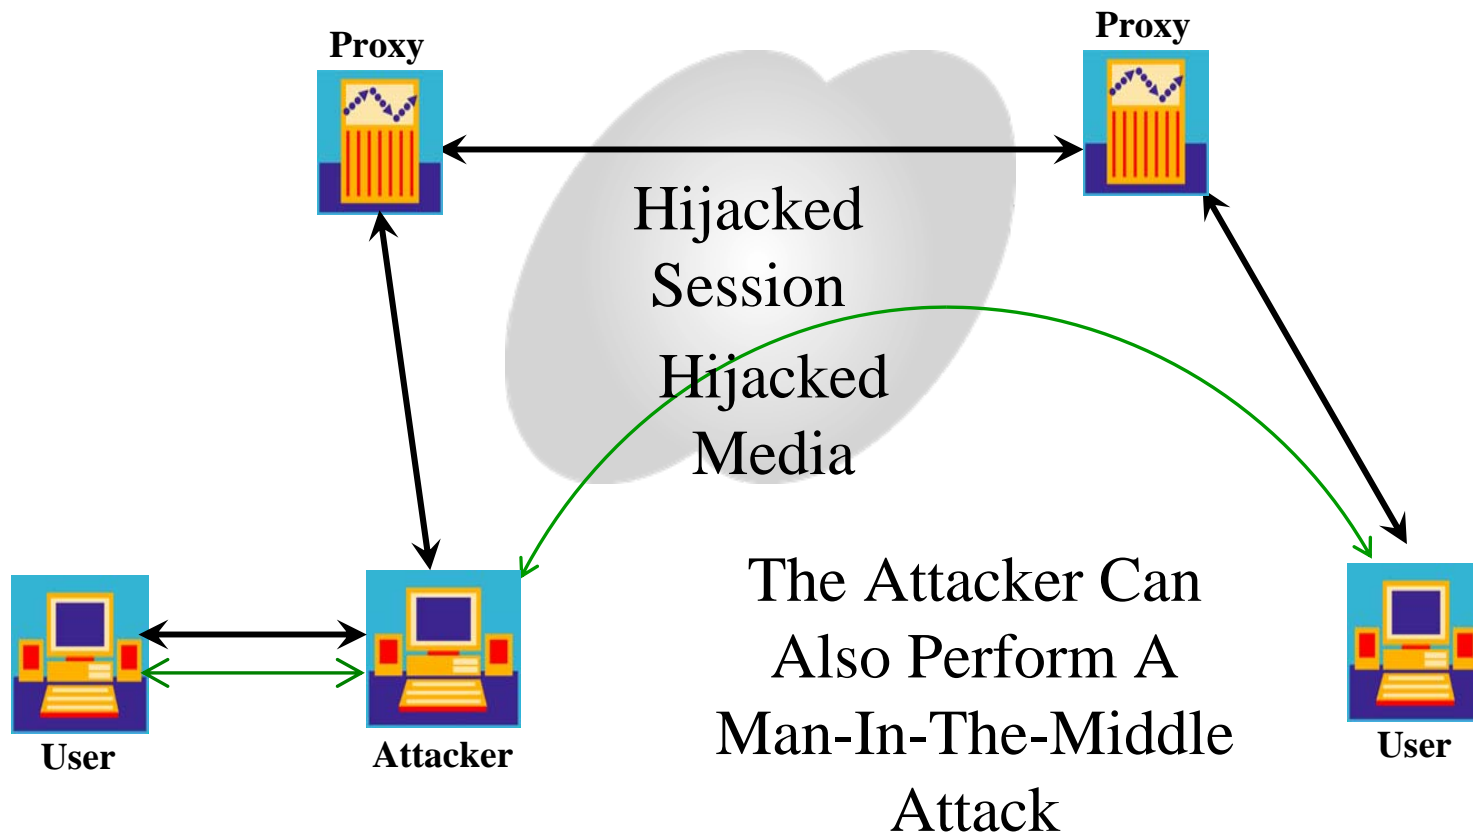 Proxy
Proxy
Hijacked
Session
Hijacked
Media
The Attacker Can
Also Perform A
Man-In-The-Middle
Attack
User
Attacker
User